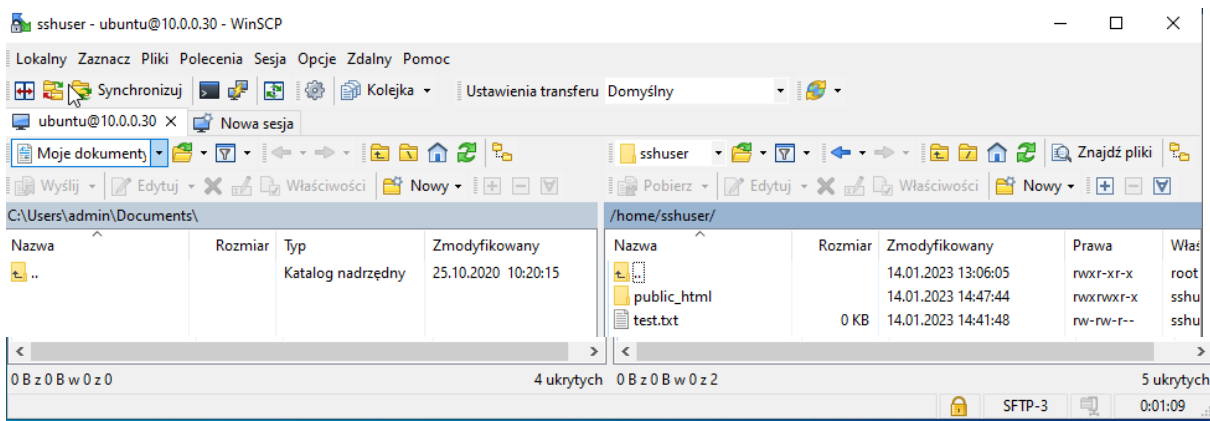 sshuser - ubuntu@10.0.0.30 - WinSCP
Lokalny Zaznacz Pliki Polecenia Sesja Opcje Zdalny Pomoc
Synchronizuj Kolejka Ustawienia transferu Domyślny
ubuntu@10.0.0.30 Nowa sesja
Moje dokumenty sshuser Znajdź pliki
Wyślij Edytuj Właściwości Nowy Pobierz Edytuj Właściwości Nowy
C:\Users\admin\Documents\ /home/sshuser/
Nazwa Rozmiar Typ Zmodyfikowany Nazwa Rozmiar Zmodyfikowany Prawa Właś
.. Katalog nadrzędny 25.10.2020 10:20:15 .. 14.01.2023 13:06:05 rwxr-xr-x root
public_html 14.01.2023 14:47:44 rwxrwxr-x sshu
test.txt 0 KB 14.01.2023 14:41:48 rw-rw-r-- sshu
0 B z 0 B w 0 z 0 4 ukrytych 0 B z 0 B w 0 z 2 5 ukrytych
SFTP-3 0:01:09